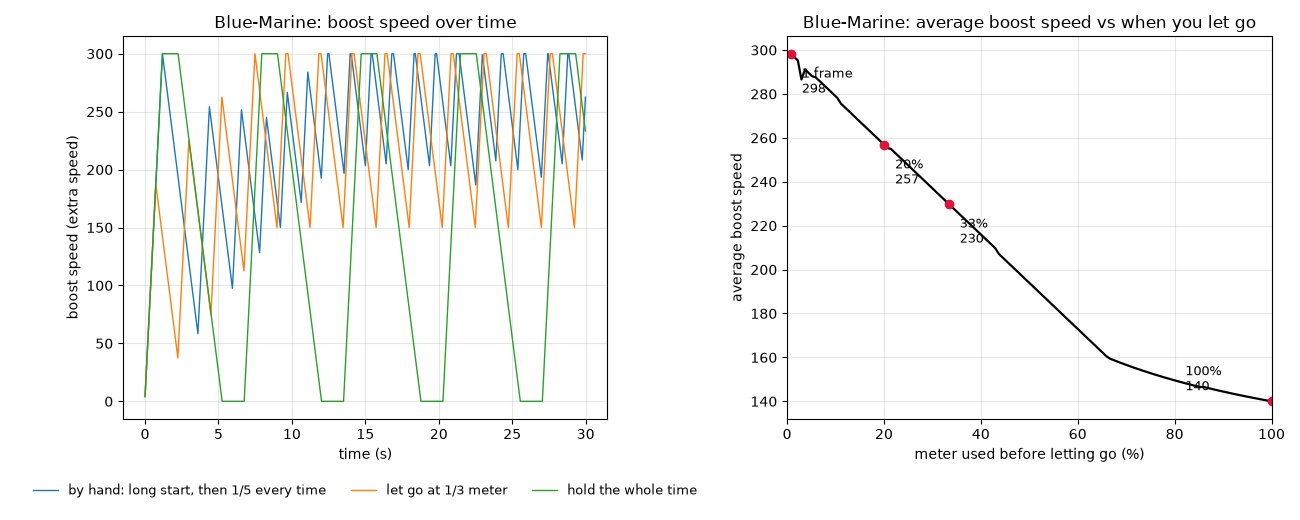 Blue-Marine: boost speed over time
boost speed (extra speed)
300
250
200
150
100
50
0
0 5 10 15 20 25 30
time (s)
by hand: long start, then 1/5 every time
let go at 1/3 meter
hold the whole time
Blue-Marine: average boost speed vs when you let go
average boost speed
300
280
260
240
220
200
180
160
140
1 frame
298
20%
257
33%
230
100%
140
0 20 40 60 80 100
meter used before letting go (%)